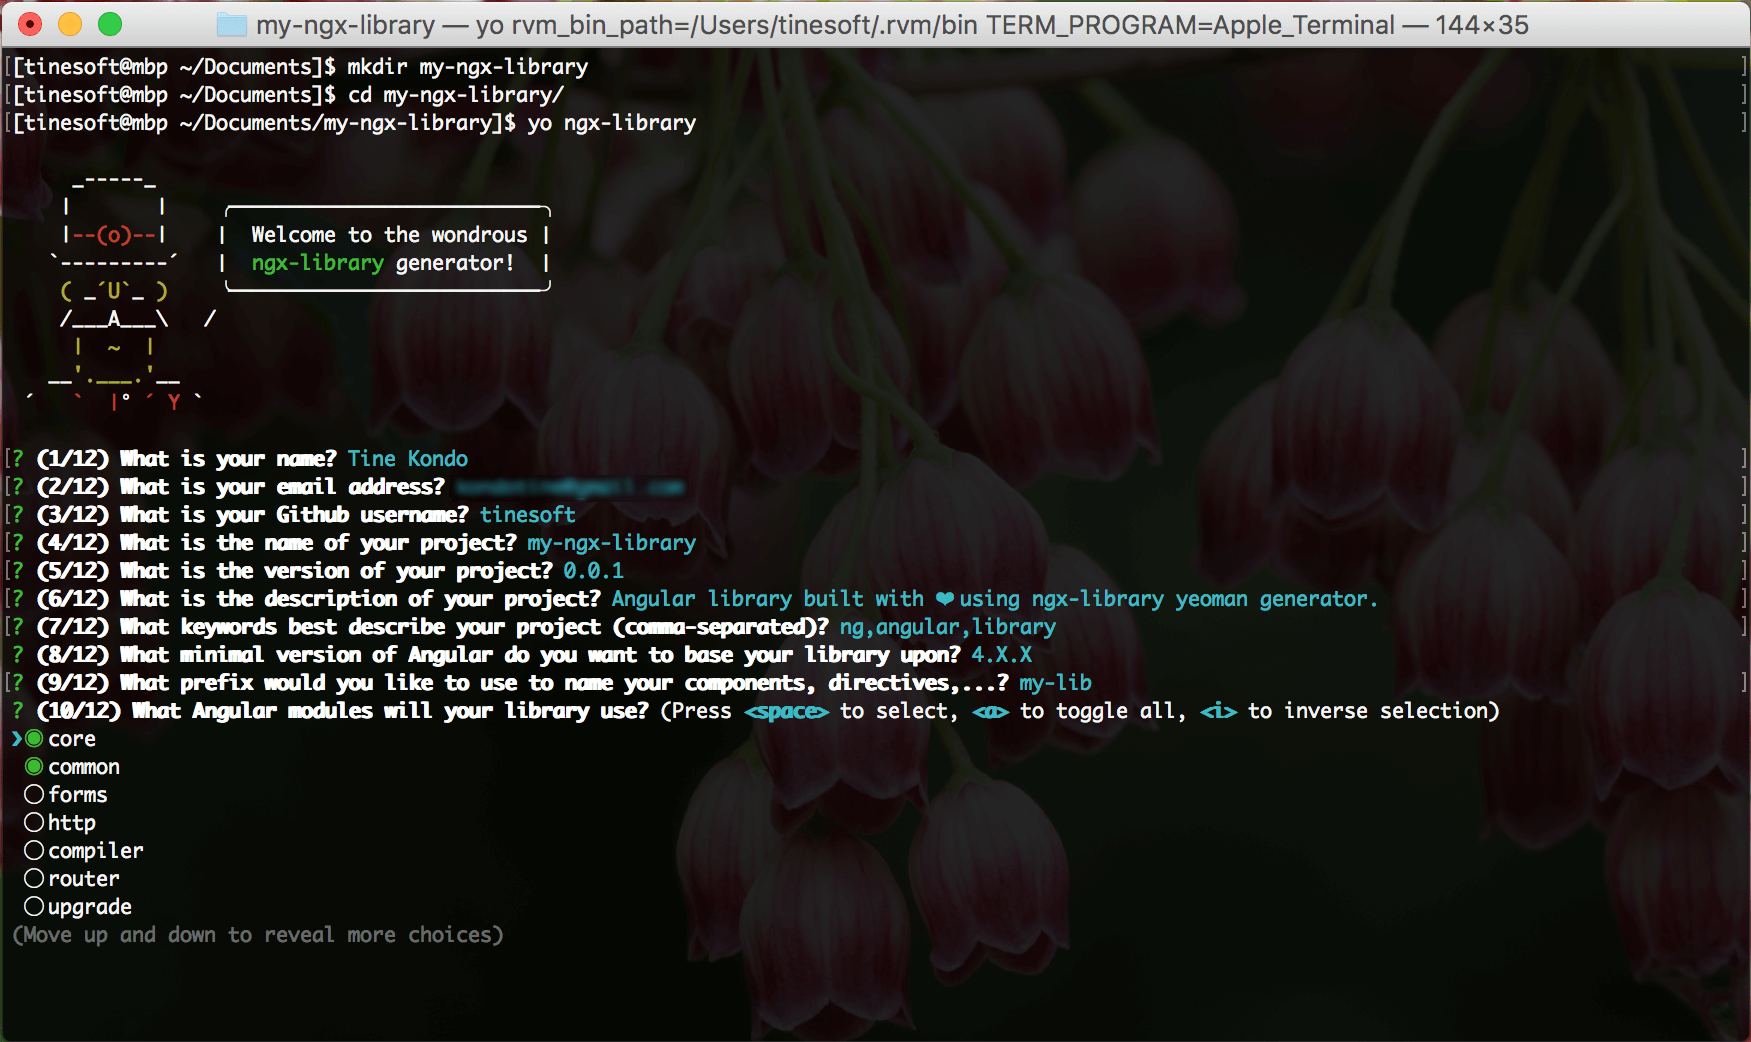 my-ngx-library — yo rvm_bin_path=/Users/tinesoft/.rvm/bin TERM_PROGRAM=Apple_Terminal — 144×35
[[tinesoft@mbp ~/Documents]$ mkdir my-ngx-library ]
[[tinesoft@mbp ~/Documents]$ cd my-ngx-library/ ]
[[tinesoft@mbp ~/Documents/my-ngx-library]$ yo ngx-library ]
     _-----_
    |       |    ╭──────────────────────────╮
    |--(o)--|    |  Welcome to the wondrous |
   `---------´   |  ngx-library generator!  |
    ( _´U`_ )    ╰──────────────────────────╯
    /___A___\   /
     |  ~  |
   __'.___.'__
 ´   `  |° ´ Y `
[? (1/12) What is your name? Tine Kondo ]
[? (2/12) What is your email address? ]
[? (3/12) What is your Github username? tinesoft ]
[? (4/12) What is the name of your project? my-ngx-library ]
[? (5/12) What is the version of your project? 0.0.1 ]
[? (6/12) What is the description of your project? Angular library built with ❤ using ngx-library yeoman generator. ]
[? (7/12) What keywords best describe your project (comma-separated)? ng,angular,library ]
? (8/12) What minimal version of Angular do you want to base your library upon? 4.X.X
[? (9/12) What prefix would you like to use to name your components, directives,...? my-lib ]
? (10/12) What Angular modules will your library use? (Press <space> to select, <a> to toggle all, <i> to inverse selection)
❯◉ core
◉ common
◯ forms
◯ http
◯ compiler
◯ router
◯ upgrade
(Move up and down to reveal more choices)